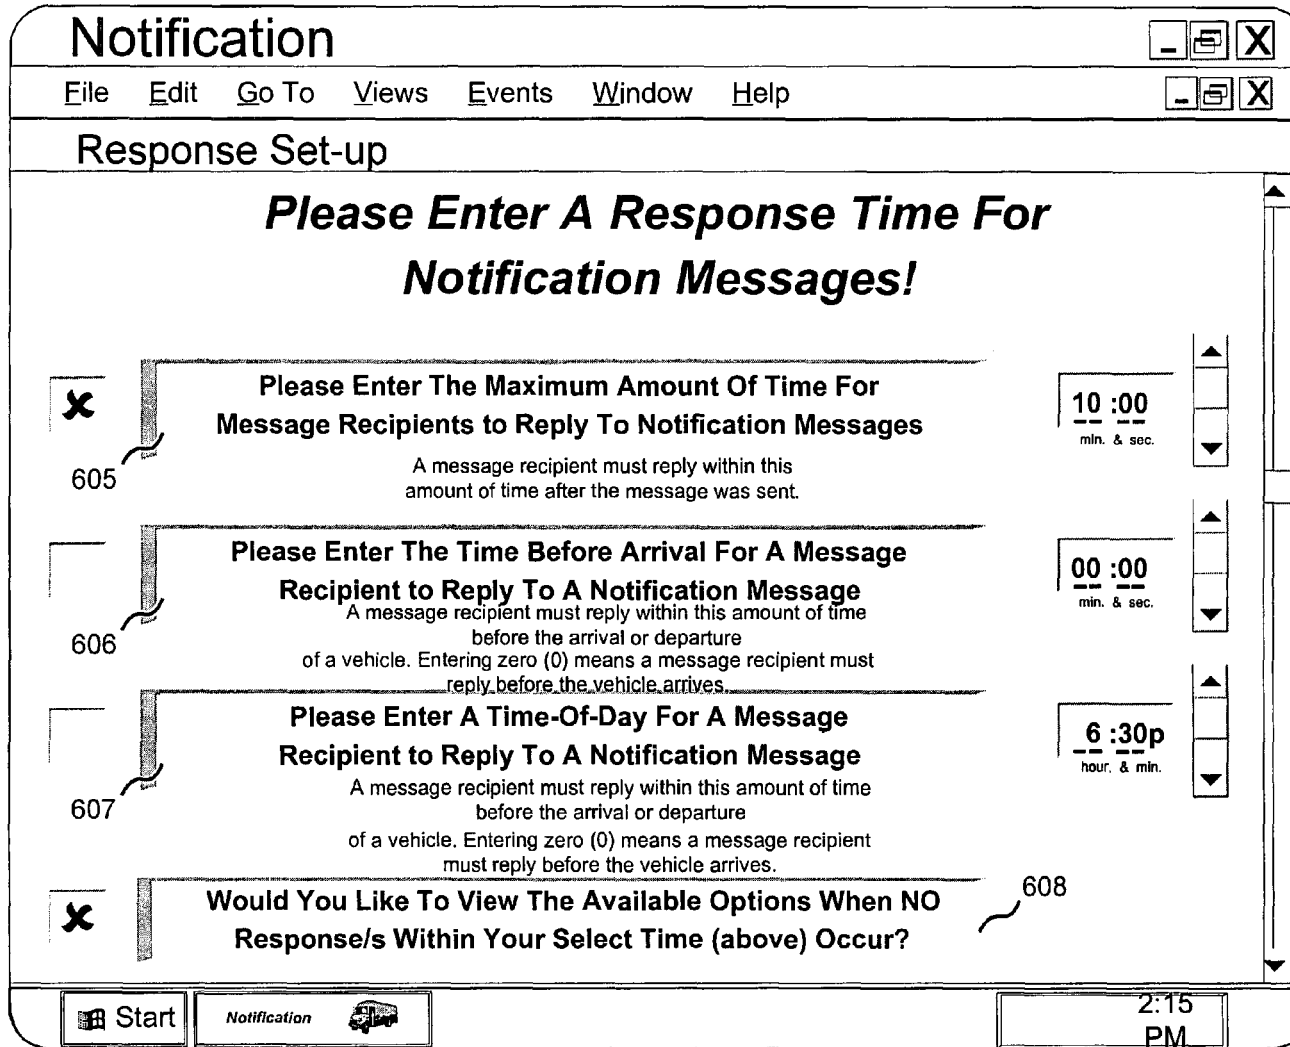 Notification
File Edit Go To Views Events Window Help
Response Set-up
Please Enter A Response Time For
Notification Messages!
Please Enter The Maximum Amount Of Time For
Message Recipients to Reply To Notification Messages
A message recipient must reply within this
amount of time after the message was sent.
10 :00
min. & sec.
605
Please Enter The Time Before Arrival For A Message
Recipient to Reply To A Notification Message
A message recipient must reply within this amount of time
before the arrival or departure
of a vehicle. Entering zero (0) means a message recipient must
reply before the vehicle arrives.
00 :00
min. & sec.
606
Please Enter A Time-Of-Day For A Message
Recipient to Reply To A Notification Message
A message recipient must reply within this amount of time
before the arrival or departure
of a vehicle. Entering zero (0) means a message recipient
must reply before the vehicle arrives.
6 :30p
hour. & min.
607
Would You Like To View The Available Options When NO
Response/s Within Your Select Time (above) Occur?
608
Start
Notification
2:15
PM